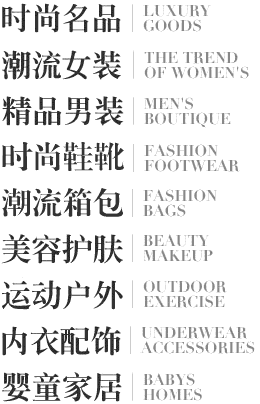 时尚名品
LUXURY
GOODS
潮流女装
THE TREND
OF WOMEN'S
精品男装
MEN'S
BOUTIQUE
时尚鞋靴
FASHION
FOOTWEAR
潮流箱包
FASHION
BAGS
美容护肤
BEAUTY
MAKEUP
运动户外
OUTDOOR
EXERCISE
内衣配饰
UNDERWEAR
ACCESSORIES
婴童家居
BABYS
HOMES